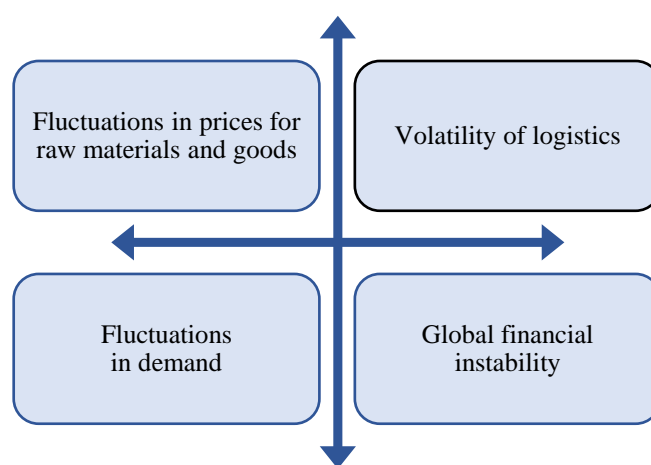 Fluctuations in prices for
raw materials and goods
Volatility of logistics
Fluctuations
in demand
Global financial
instability